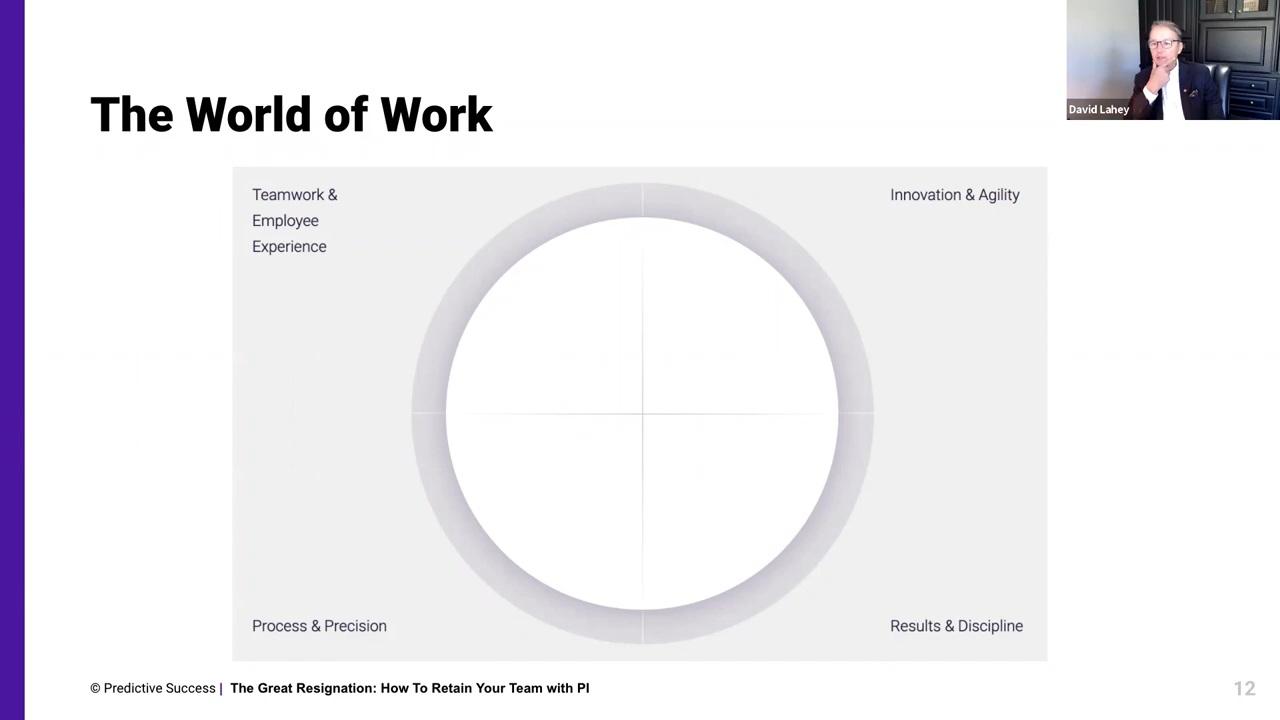 The World of Work
David Lahey
Teamwork &
Employee
Experience
Innovation & Agility
Process & Precision
Results & Discipline
© Predictive Success | The Great Resignation: How To Retain Your Team with PI
12